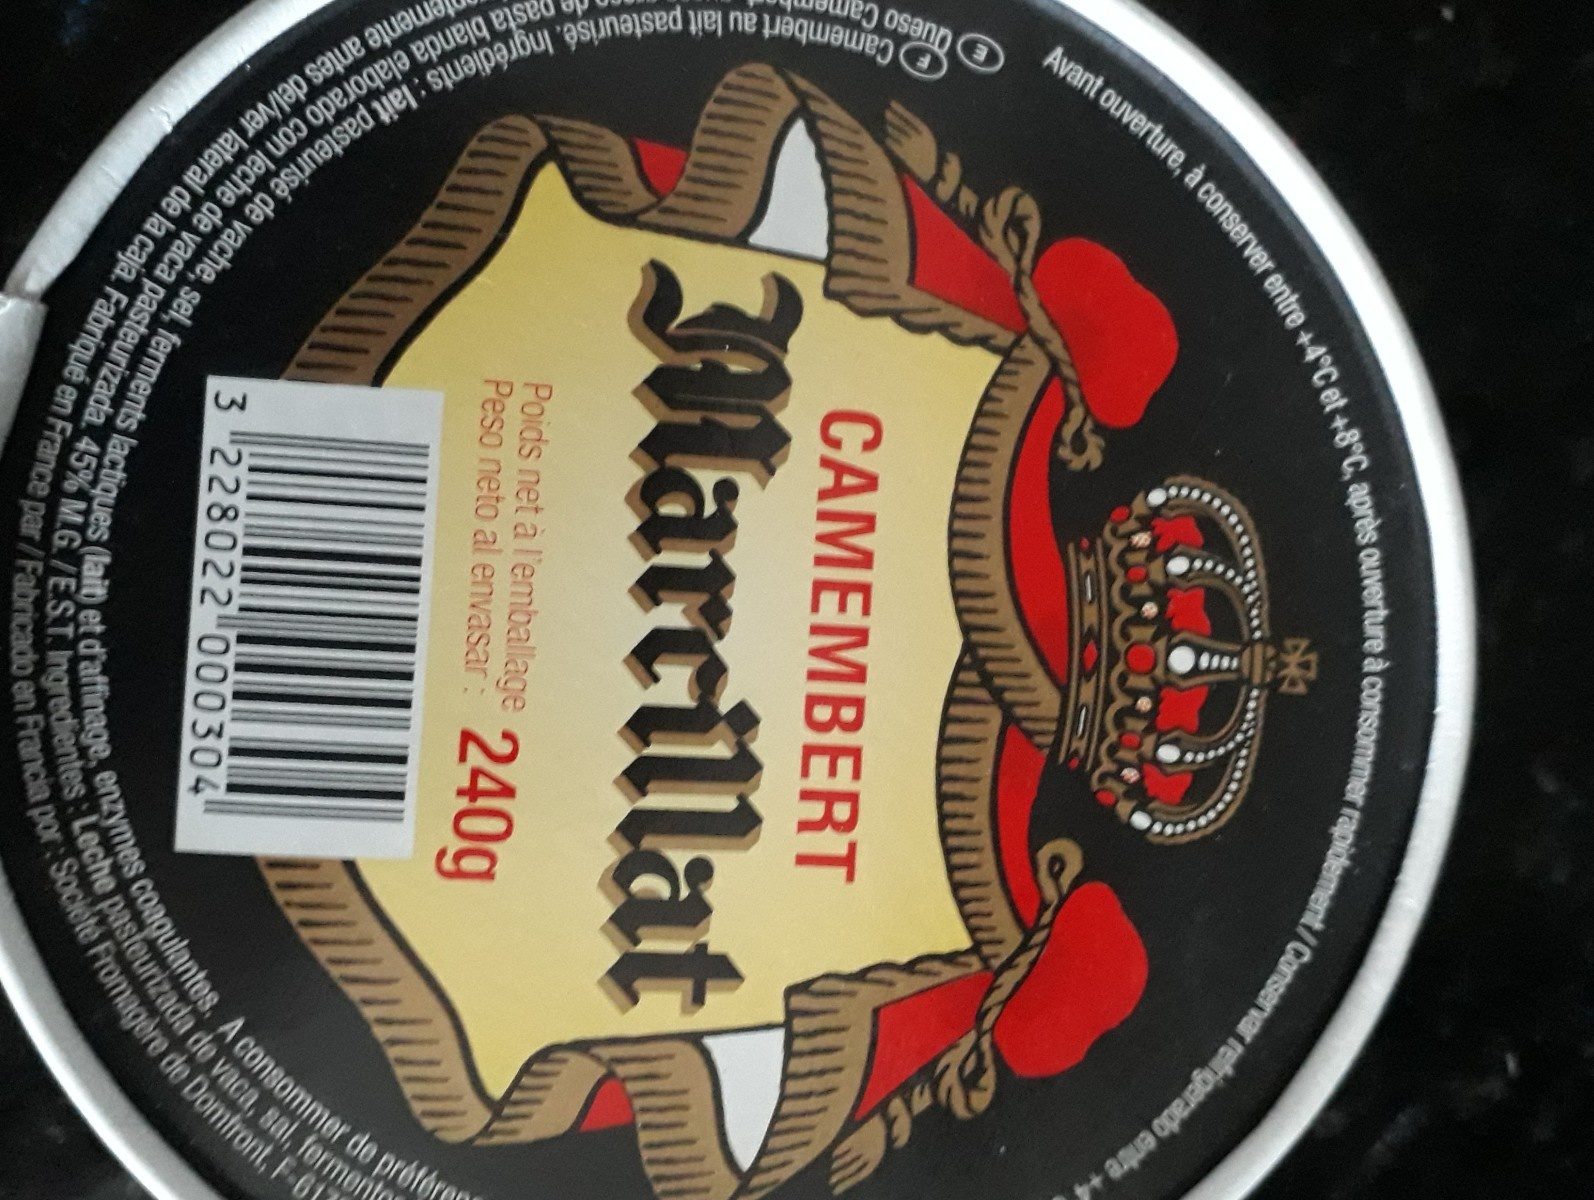 CAMEMBERT
Marcillat
Poids net à l'emballage
Peso neto al envasar : 240g
3 228022 000304
Avant ouverture, à conserver entre +4°C et +8°C, après ouverture à consommer rapidement / Conservar refrigerado entre +4°
F Camembert au lait pasteurisé. Ingrédients : lait pasteurisé de vache, sel, ferments lactiques (lait) et d'affinage, enzymes coagulantes. A consommer de préféren
E Queso Camembert de pasta blanda elaborado con leche de vaca pasteurizada. 45% M.G. / E.S.T. Ingredientes : Leche pasteurizada de vaca, sal, fermentos
antes del/ver lateral de la caja. Fabriqué en France par / Fabricado en Francia por : Société Fromagère de Domfront, F-617